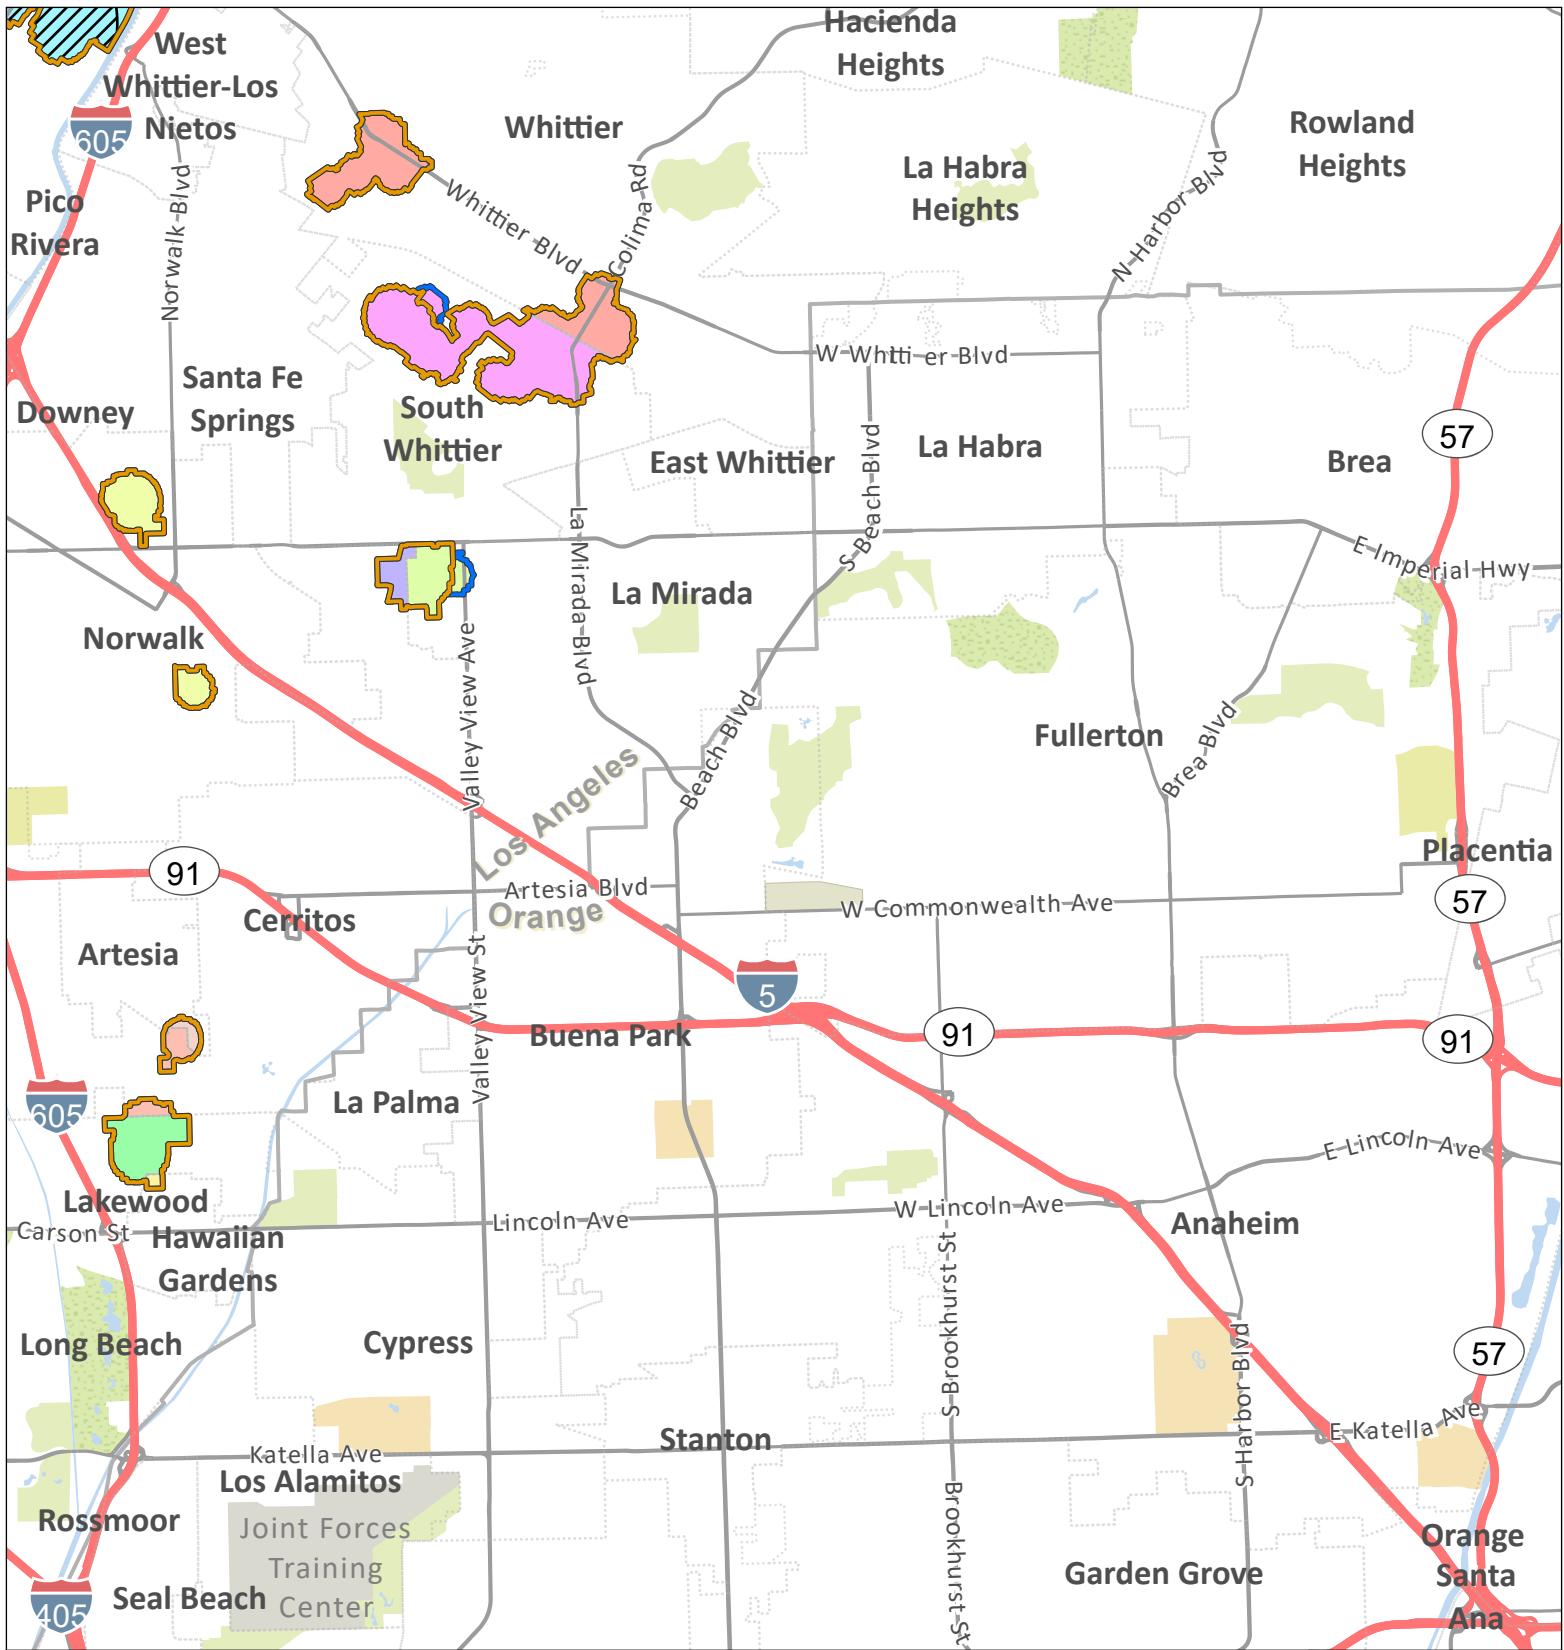 Hacienda
Heights
West
Whittier-Los
Nietos
605
Whittier
Rowland
Heights
La Habra
Heights
Pico
Rivera
Norwalk Blvd
Whittier Blvd
Colima Rd
N Harbor Blvd
W Whittier Blvd
Santa Fe
Springs
Downey
South
Whittier
East Whittier
S Beach Blvd
La Habra
Brea
57
E Imperial Hwy
La Mirada Blvd
La Mirada
Norwalk
Valley View Ave
Beach Blvd
Fullerton
Brea Blvd
Los Angeles
Orange
Placentia
91
Artesia Blvd
W Commonwealth Ave
57
Cerritos
Artesia
Valley View St
5
Buena Park
91
91
605
La Palma
E Lincoln Ave
Lakewood
Carson St
Hawaiian
Gardens
Lincoln Ave
W Lincoln Ave
Anaheim
S Brookhurst St
Long Beach
Cypress
S Harbor Blvd
57
Stanton
Katella Ave
E Katella Ave
Los Alamitos
Rossmoor
Joint Forces
Training
Center
Brookhurst St
Orange
Santa
Ana
Garden Grove
Seal Beach
405